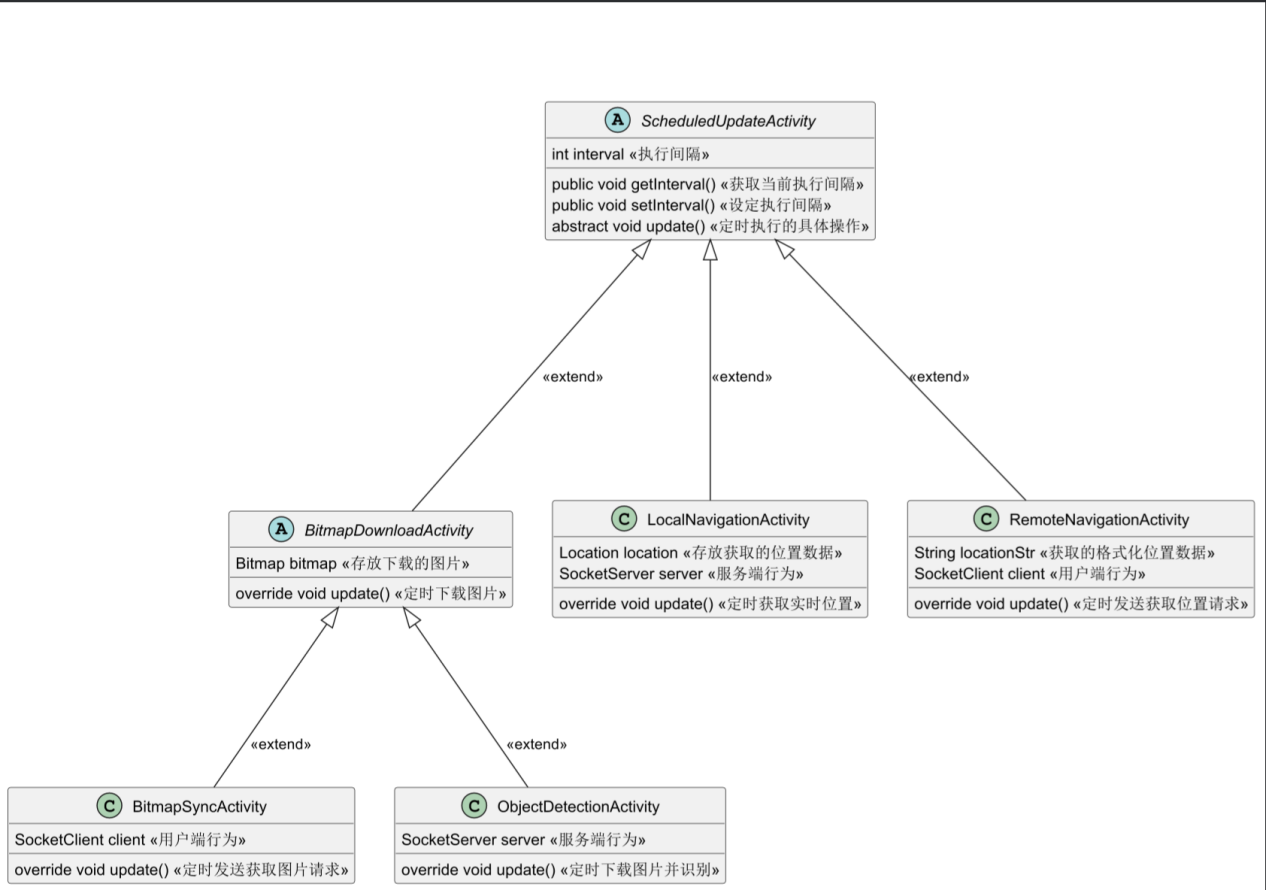 A ScheduledUpdateActivity
int interval «执行间隔»
public void getInterval() «获取当前执行间隔»
public void setInterval() «设定执行间隔»
abstract void update() «定时执行的具体操作»
«extend»
«extend»
«extend»
A BitmapDownloadActivity
Bitmap bitmap «存放下载的图片»
override void update() «定时下载图片»
C LocalNavigationActivity
Location location «存放获取的位置数据»
SocketServer server «服务端行为»
override void update() «定时获取实时位置»
C RemoteNavigationActivity
String locationStr «获取的格式化位置数据»
SocketClient client «用户端行为»
override void update() «定时发送获取位置请求»
«extend»
«extend»
C BitmapSyncActivity
SocketClient client «用户端行为»
override void update() «定时发送获取图片请求»
C ObjectDetectionActivity
SocketServer server «服务端行为»
override void update() «定时下载图片并识别»